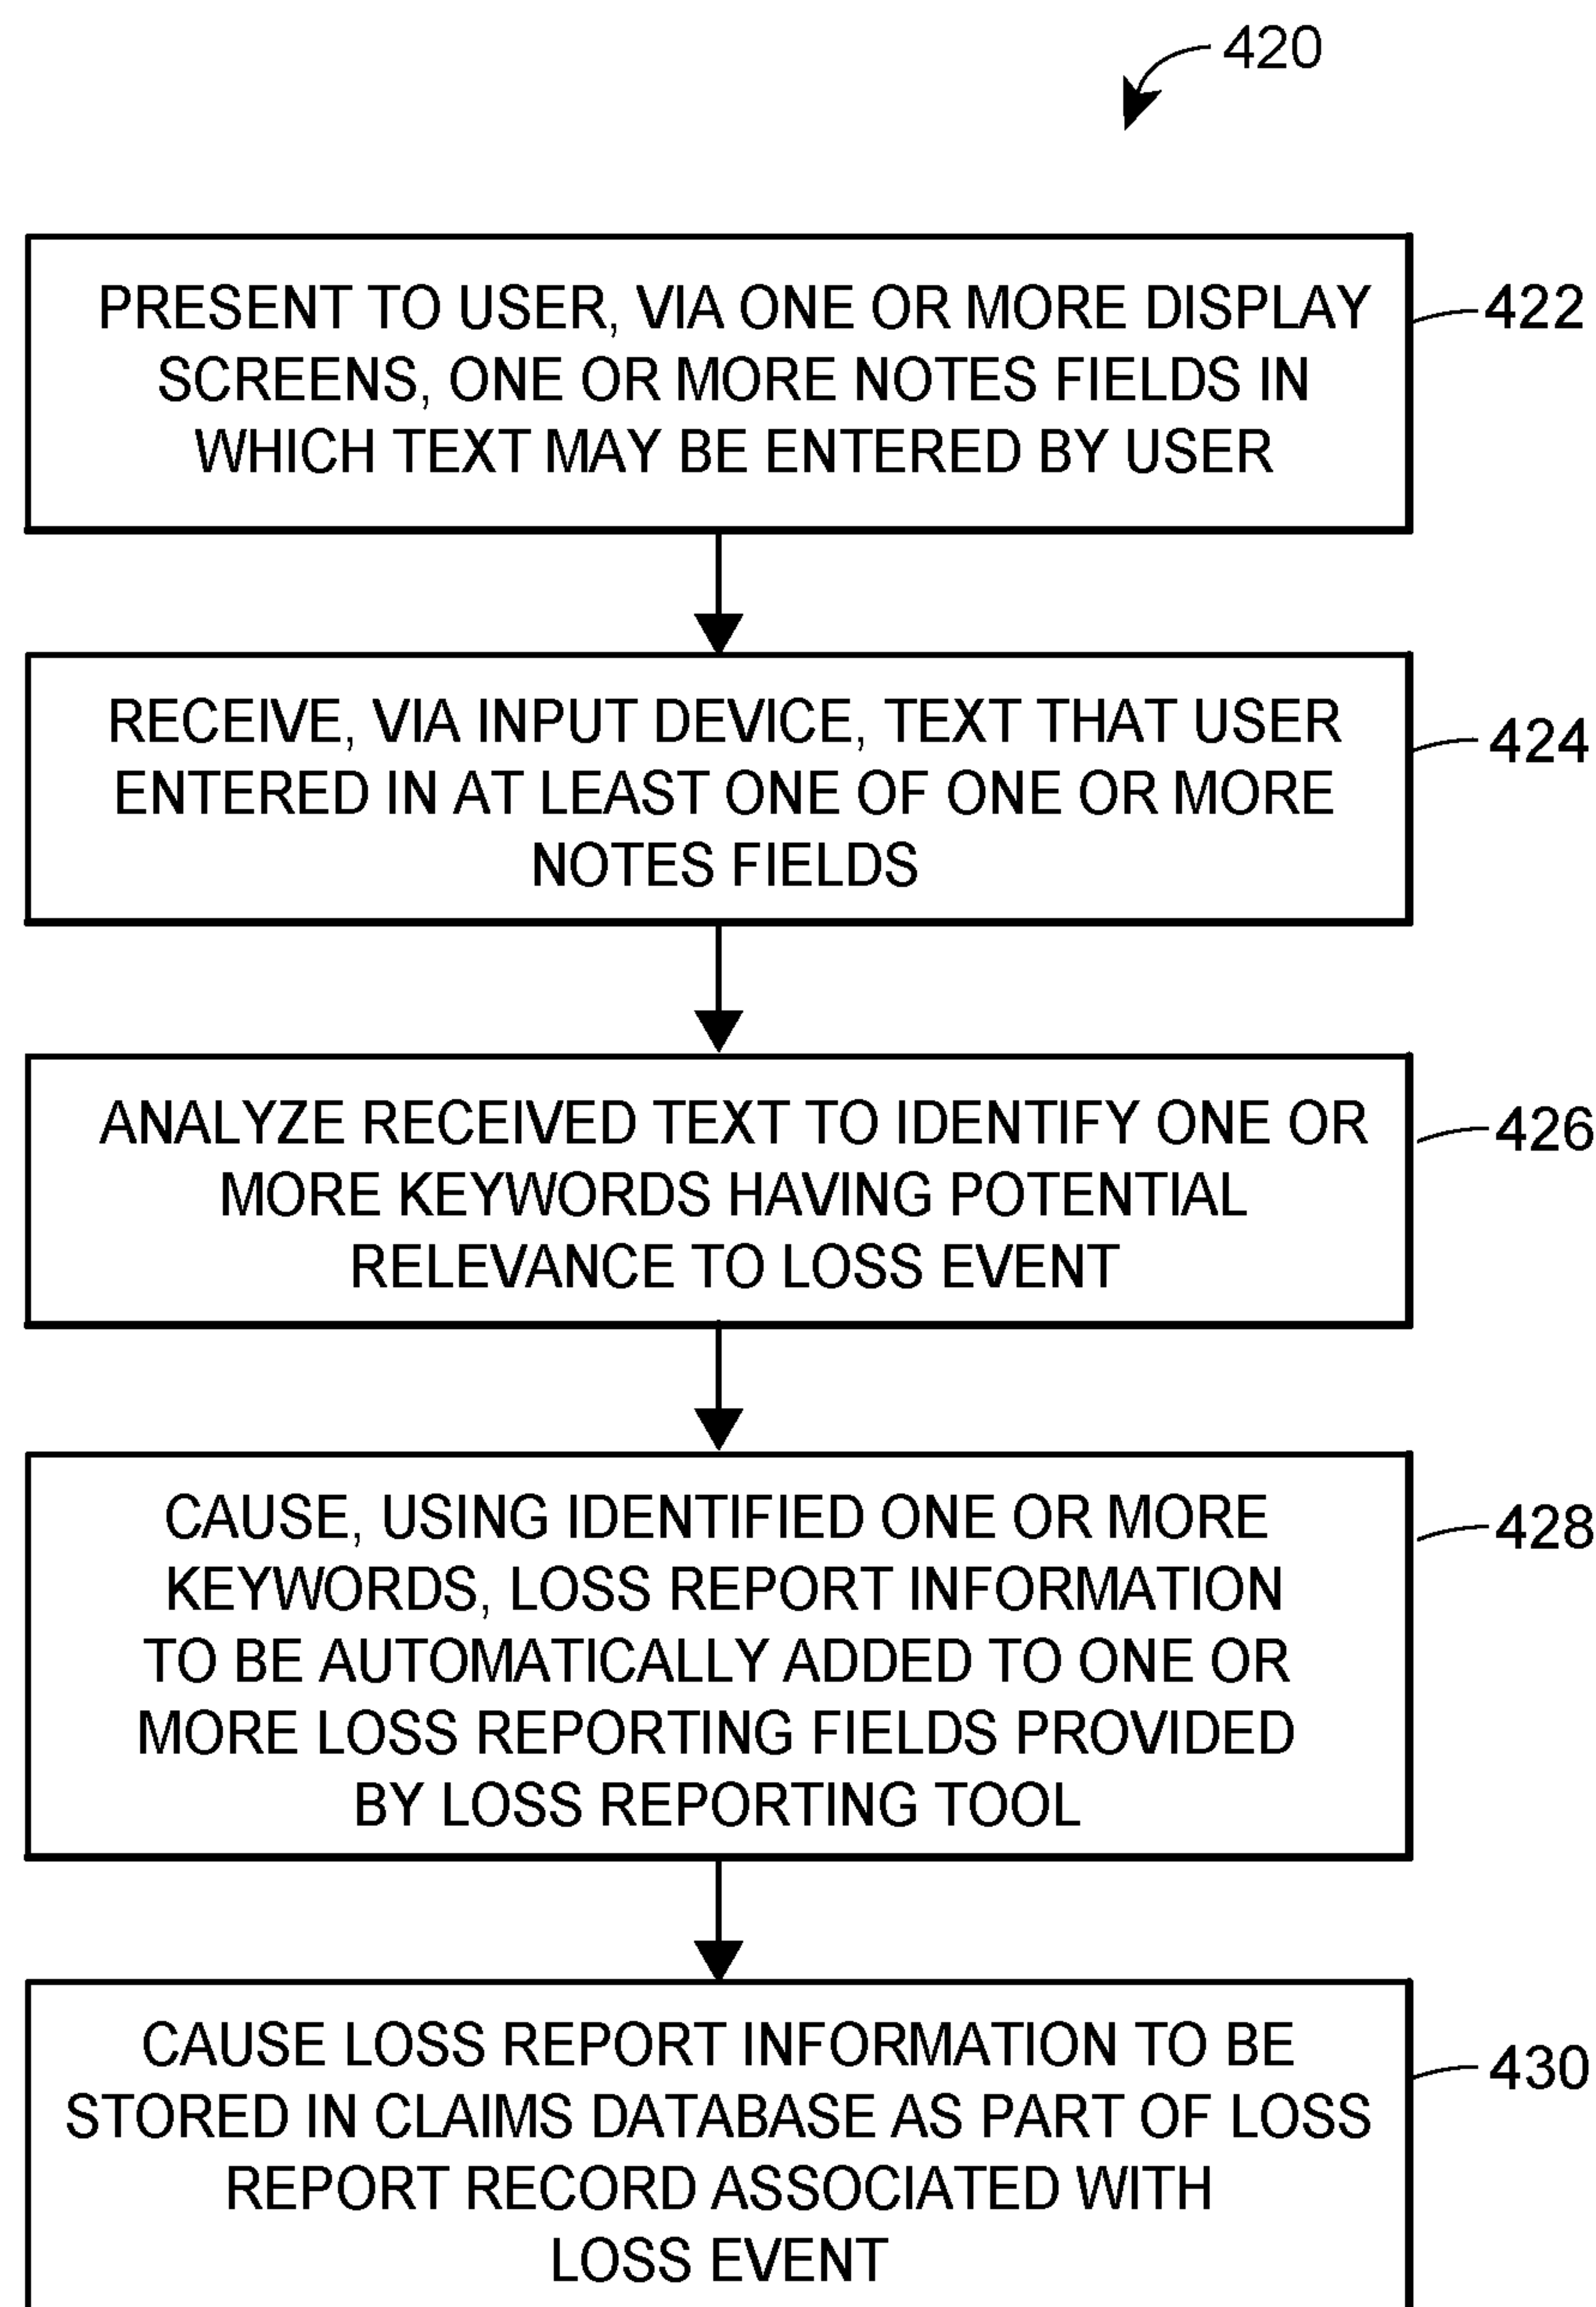 420
PRESENT TO USER, VIA ONE OR MORE DISPLAY
SCREENS, ONE OR MORE NOTES FIELDS IN
WHICH TEXT MAY BE ENTERED BY USER
422
RECEIVE, VIA INPUT DEVICE, TEXT THAT USER
ENTERED IN AT LEAST ONE OF ONE OR MORE
NOTES FIELDS
424
ANALYZE RECEIVED TEXT TO IDENTIFY ONE OR
MORE KEYWORDS HAVING POTENTIAL
RELEVANCE TO LOSS EVENT
426
CAUSE, USING IDENTIFIED ONE OR MORE
KEYWORDS, LOSS REPORT INFORMATION
TO BE AUTOMATICALLY ADDED TO ONE OR
MORE LOSS REPORTING FIELDS PROVIDED
BY LOSS REPORTING TOOL
428
CAUSE LOSS REPORT INFORMATION TO BE
STORED IN CLAIMS DATABASE AS PART OF LOSS
REPORT RECORD ASSOCIATED WITH
LOSS EVENT
430